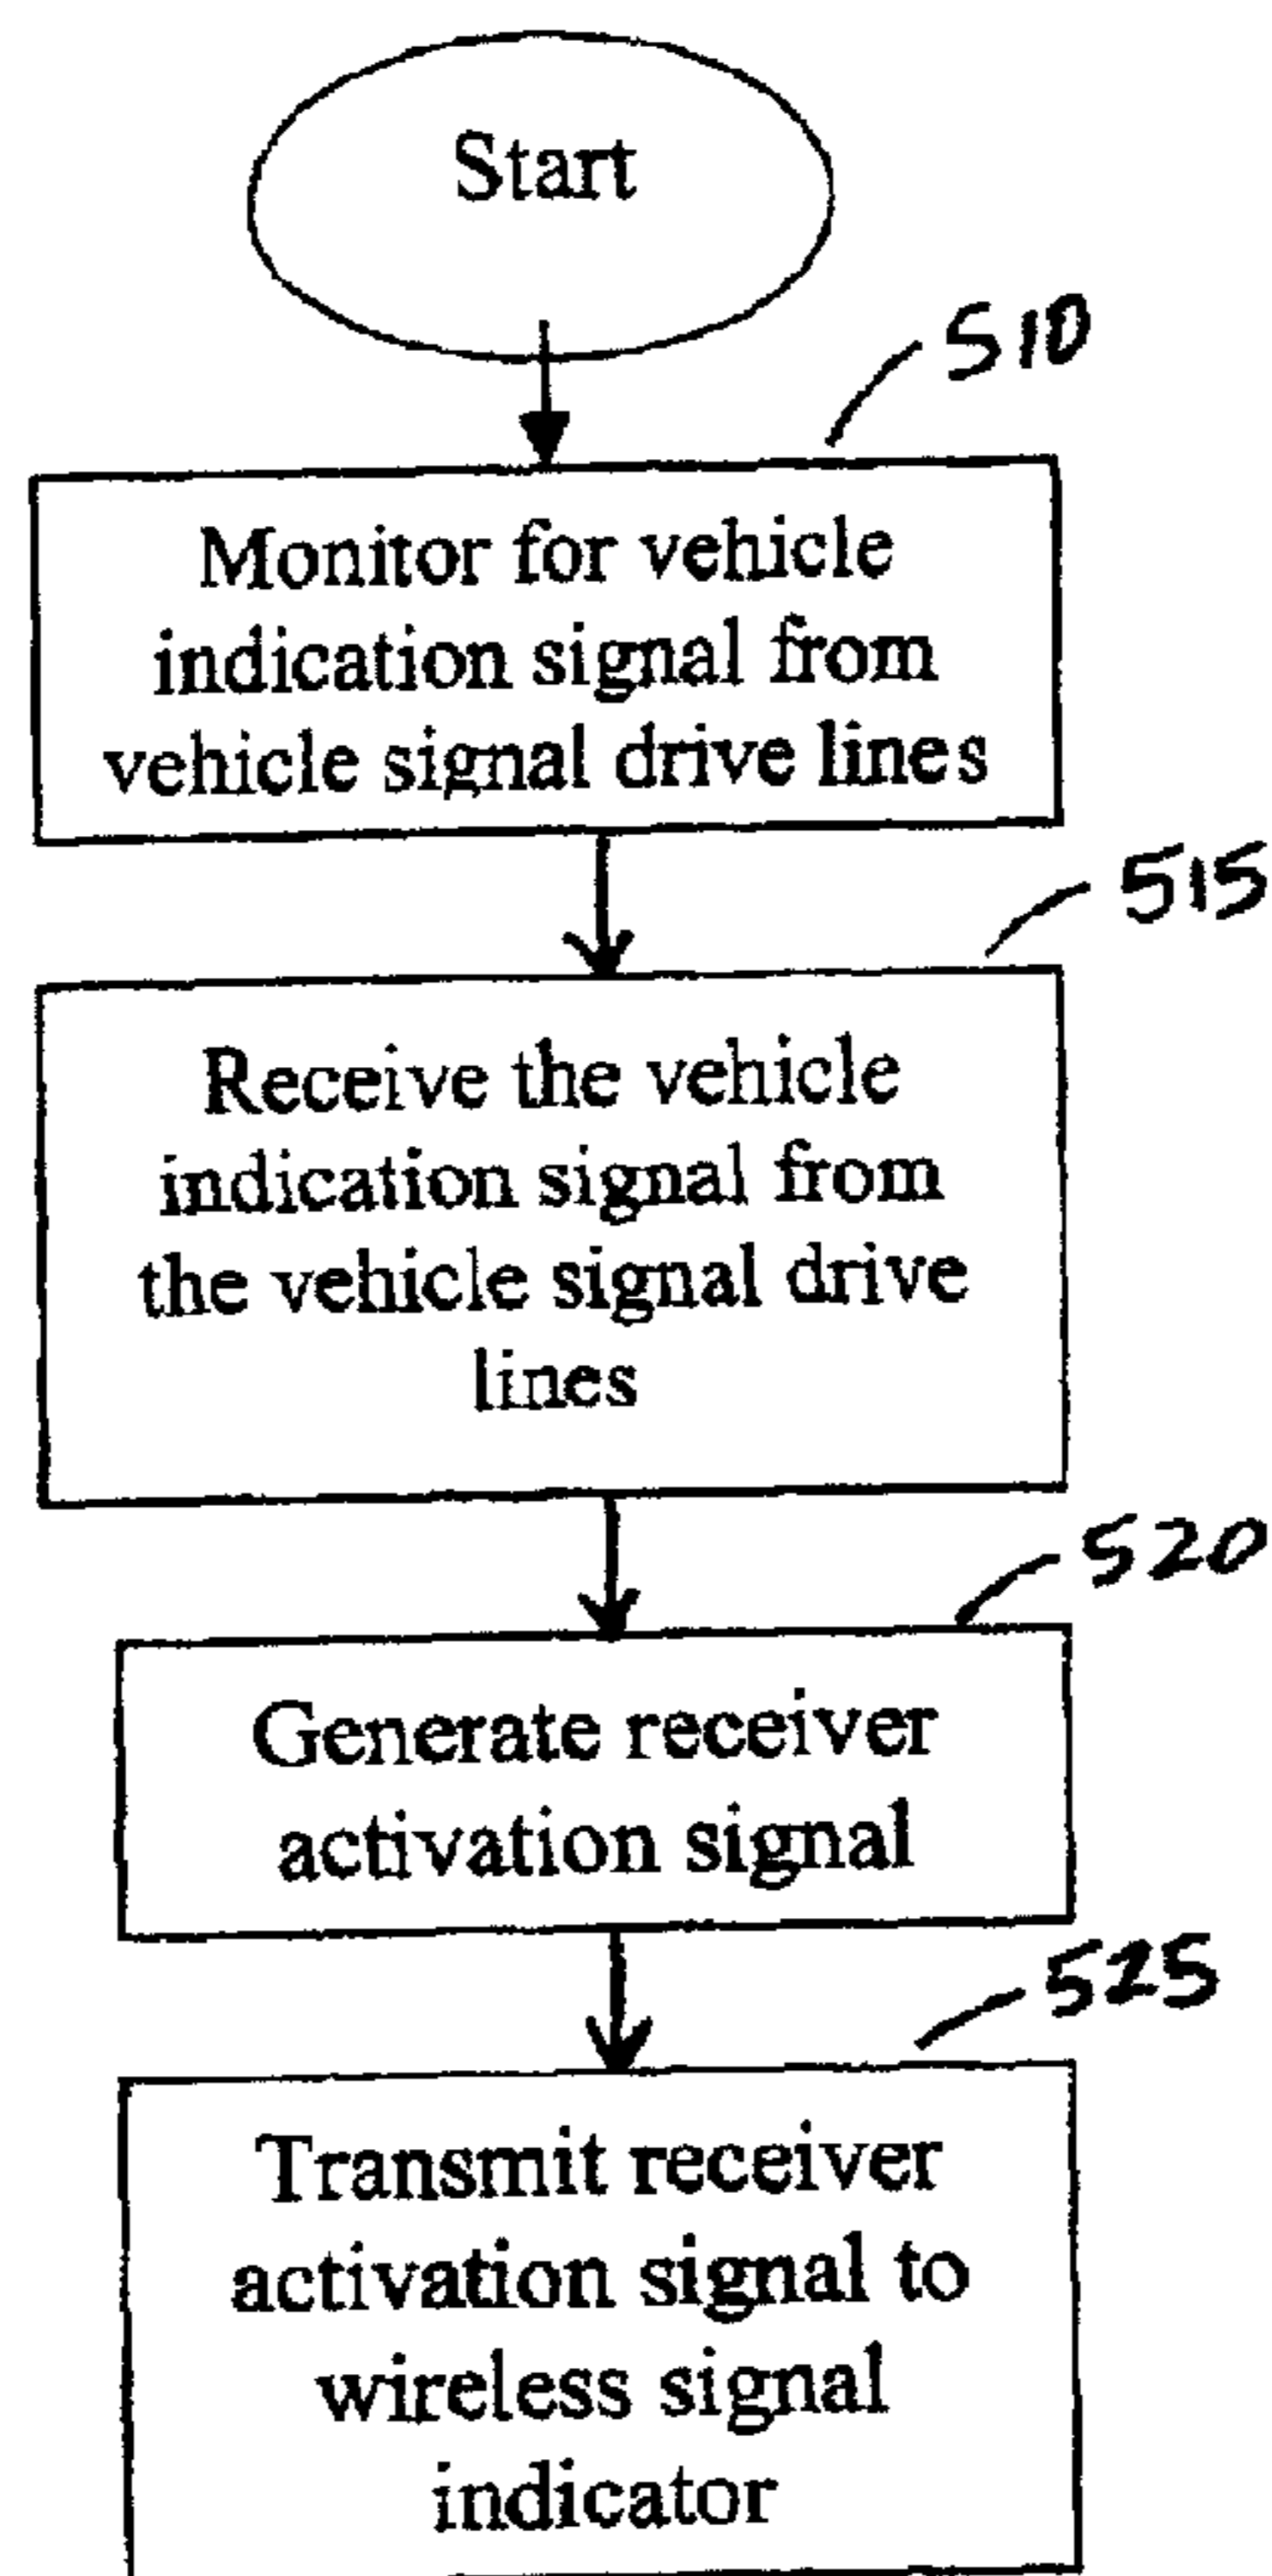 Start
510
Monitor for vehicle
indication signal from
vehicle signal drive lines
515
Receive the vehicle
indication signal from
the vehicle signal drive
lines
520
Generate receiver
activation signal
525
Transmit receiver
activation signal to
wireless signal
indicator